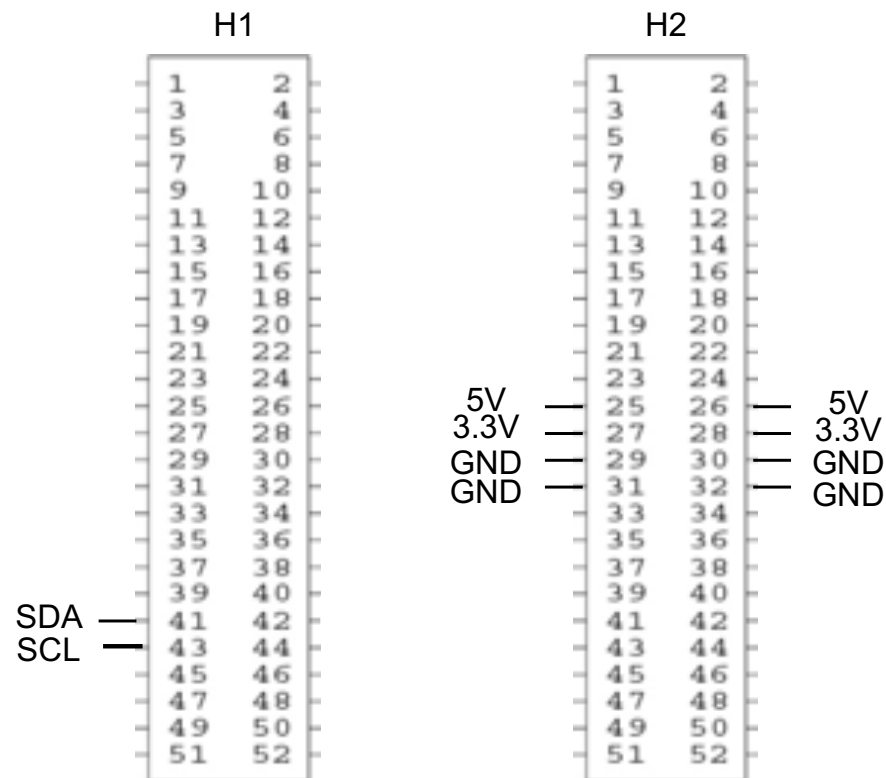 H1 H2
1 2 1 2
3 4 3 4
5 6 5 6
7 8 7 8
9 10 9 10
11 12 11 12
13 14 13 14
15 16 15 16
17 18 17 18
19 20 19 20
21 22 21 22
23 24 23 24
25 26 5V 25 26 5V
27 28 3.3V 27 28 3.3V
29 30 GND 29 30 GND
31 32 GND 31 32 GND
33 34 33 34
35 36 35 36
37 38 37 38
39 40 39 40
SDA 41 42 41 42
SCL 43 44 43 44
45 46 45 46
47 48 47 48
49 50 49 50
51 52 51 52